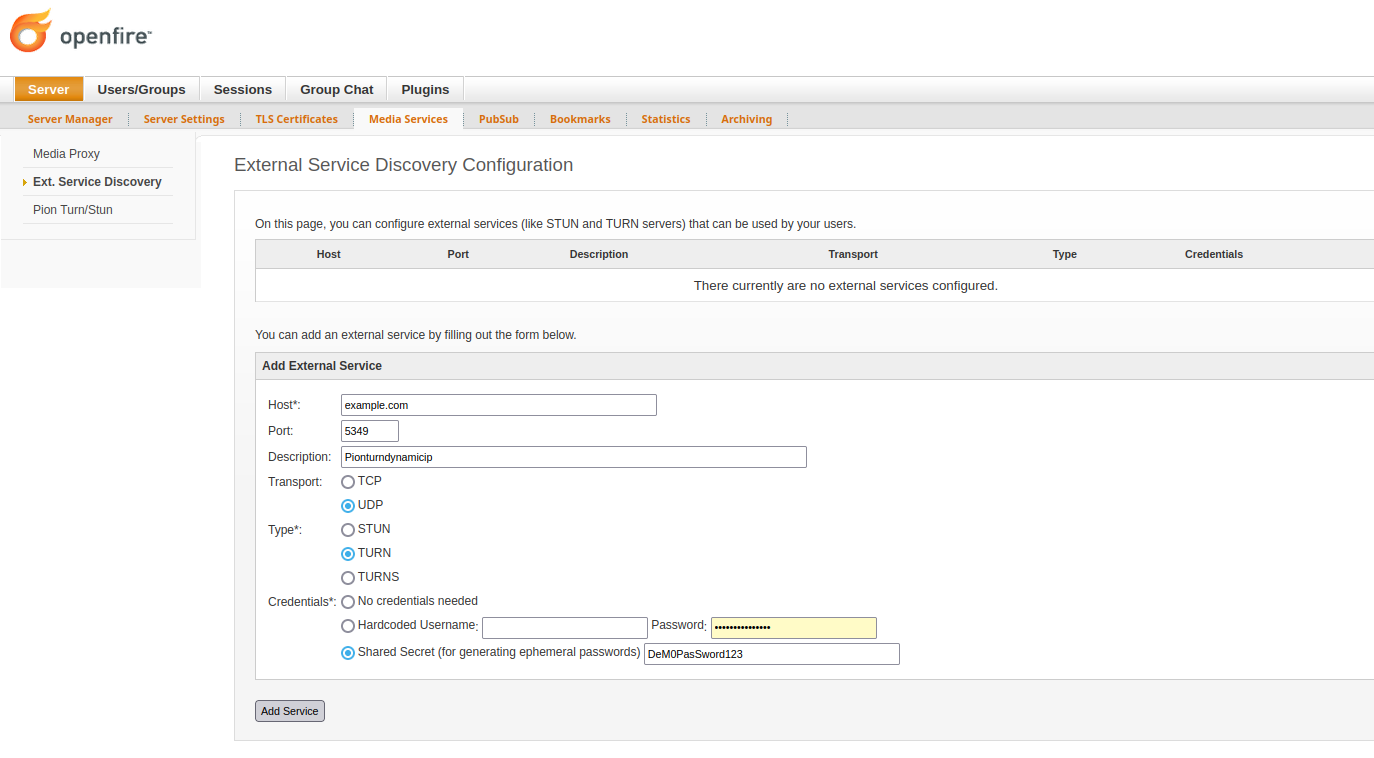 openfire™
Server Users/Groups Sessions Group Chat Plugins
Server Manager Server Settings TLS Certificates Media Services PubSub Bookmarks Statistics Archiving
Media Proxy
Ext. Service Discovery
Pion Turn/Stun
External Service Discovery Configuration
On this page, you can configure external services (like STUN and TURN servers) that can be used by your users.
Host Port Description Transport Type Credentials
There currently are no external services configured.
You can add an external service by filling out the form below.
Add External Service
Host*: example.com
Port: 5349
Description: Pionturndynamicip
Transport: TCP
UDP
Type*: STUN
TURN
TURNS
Credentials*: No credentials needed
Hardcoded Username: Password: •••••••••••••••
Shared Secret (for generating ephemeral passwords) DeM0PasSword123
Add Service